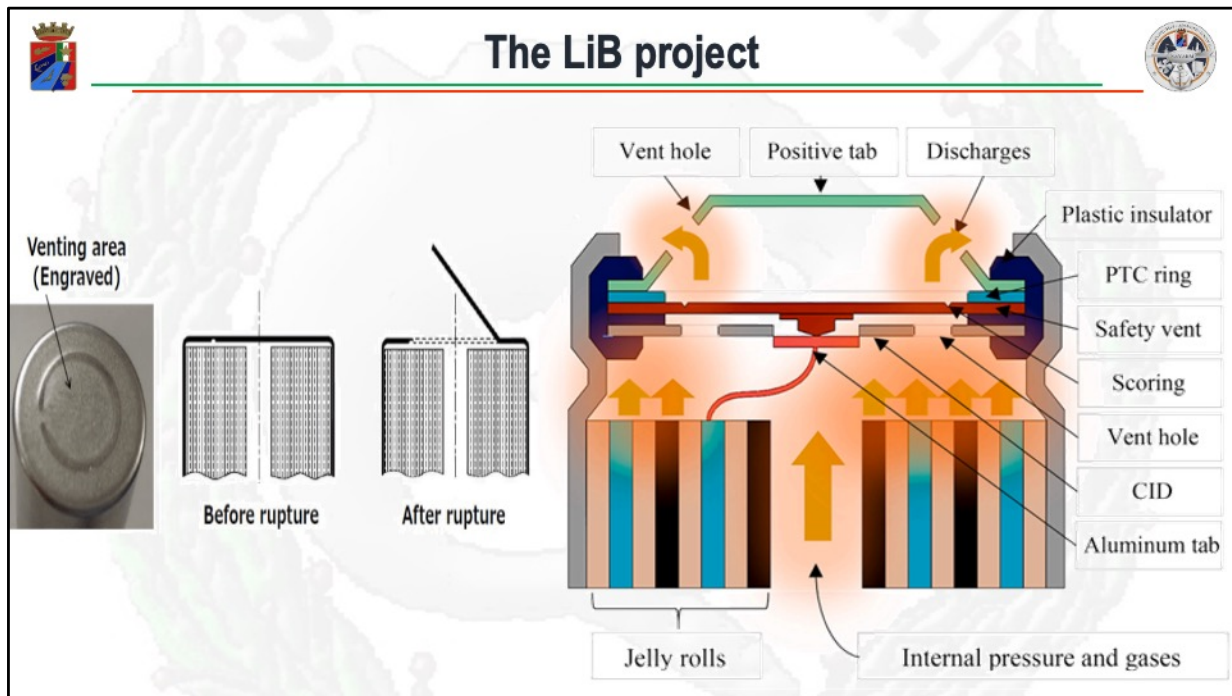 The LiB project
Venting area
(Engraved)
Before rupture
After rupture
Vent hole
Positive tab
Discharges
Plastic insulator
PTC ring
Safety vent
Scoring
Vent hole
CID
Aluminum tab
Jelly rolls
Internal pressure and gases